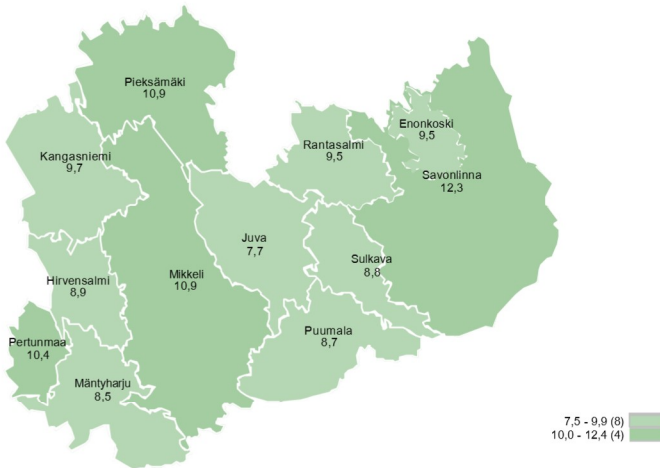 Pieksämäki
10,9
Enonkoski
9,5
Rantasalmi
9,5
Kangasniemi
9,7
Savonlinna
12,3
Juva
7,7
Sulkava
8,8
Mikkeli
10,9
Hirvensalmi
8,9
Puumala
8,7
Pertunmaa
10,4
Mäntyharju
8,5
7,5 - 9,9 (8)
10,0 - 12,4 (4)